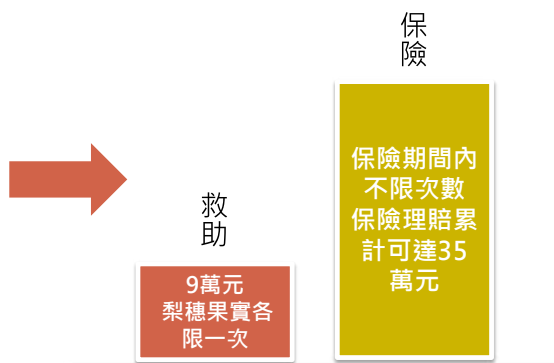 救助
9萬元
梨穗果實各
限一次
保險
保險期間內
不限次數
保險理賠累
計可達35
萬元